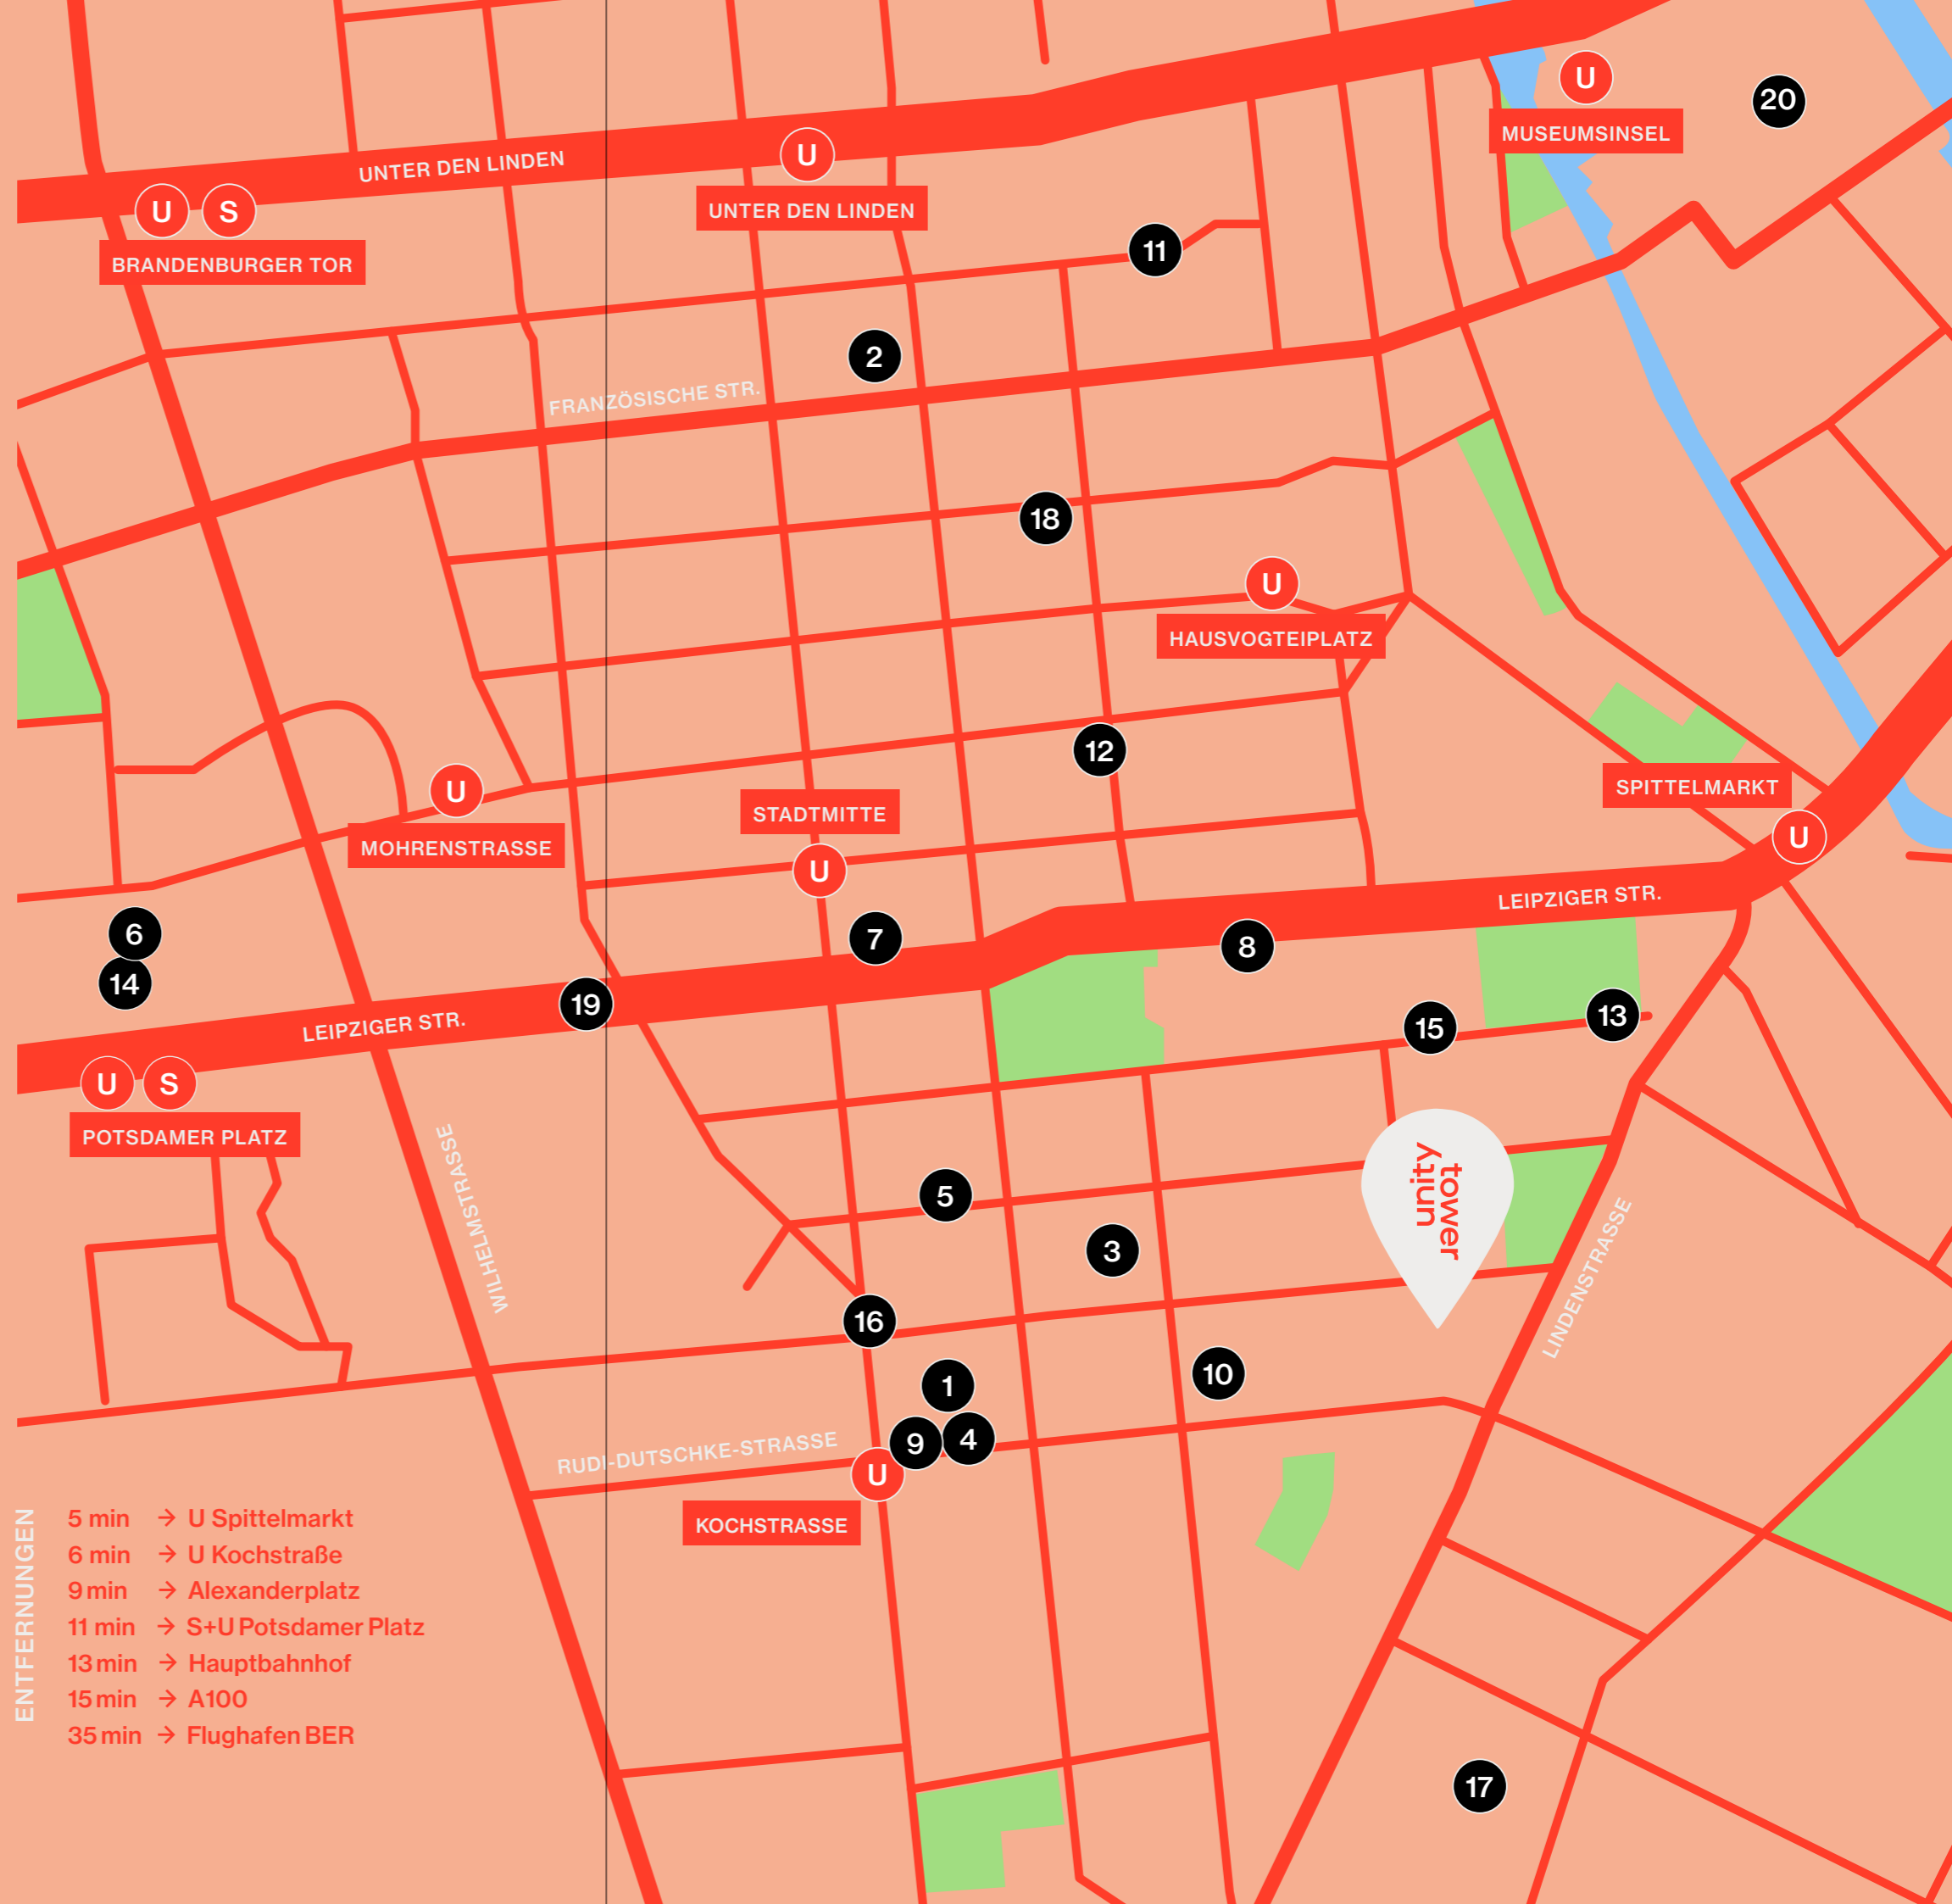 U
MUSEUMSINSEL
20
UNTER DEN LINDEN
U
UNTER DEN LINDEN
U S
BRANDENBURGER TOR
11
2
FRANZÖSISCHE STR.
18
U
HAUSVOGTEIPLATZ
12
U
MOHRENSTRASSE
STADTMITTE
U
SPITTELMARKT
U
LEIPZIGER STR.
6
14
7
8
19
LEIPZIGER STR.
15
13
U S
POTSDAMER PLATZ
WILHELMSTRASSE
5
3
unity
tower
LINDENSTRASSE
16
1
10
9
4
RUDI-DUTSCHKE-STRASSE
U
KOCHSTRASSE
ENTFERNUNGEN
5 min → U Spittelmarkt
6 min → U Kochstraße
9 min → Alexanderplatz
11 min → S+U Potsdamer Platz
13 min → Hauptbahnhof
15 min → A100
35 min → Flughafen BER
17